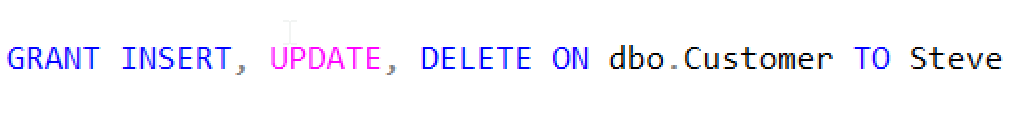 GRANT INSERT, UPDATE, DELETE ON dbo.Customer TO Steve